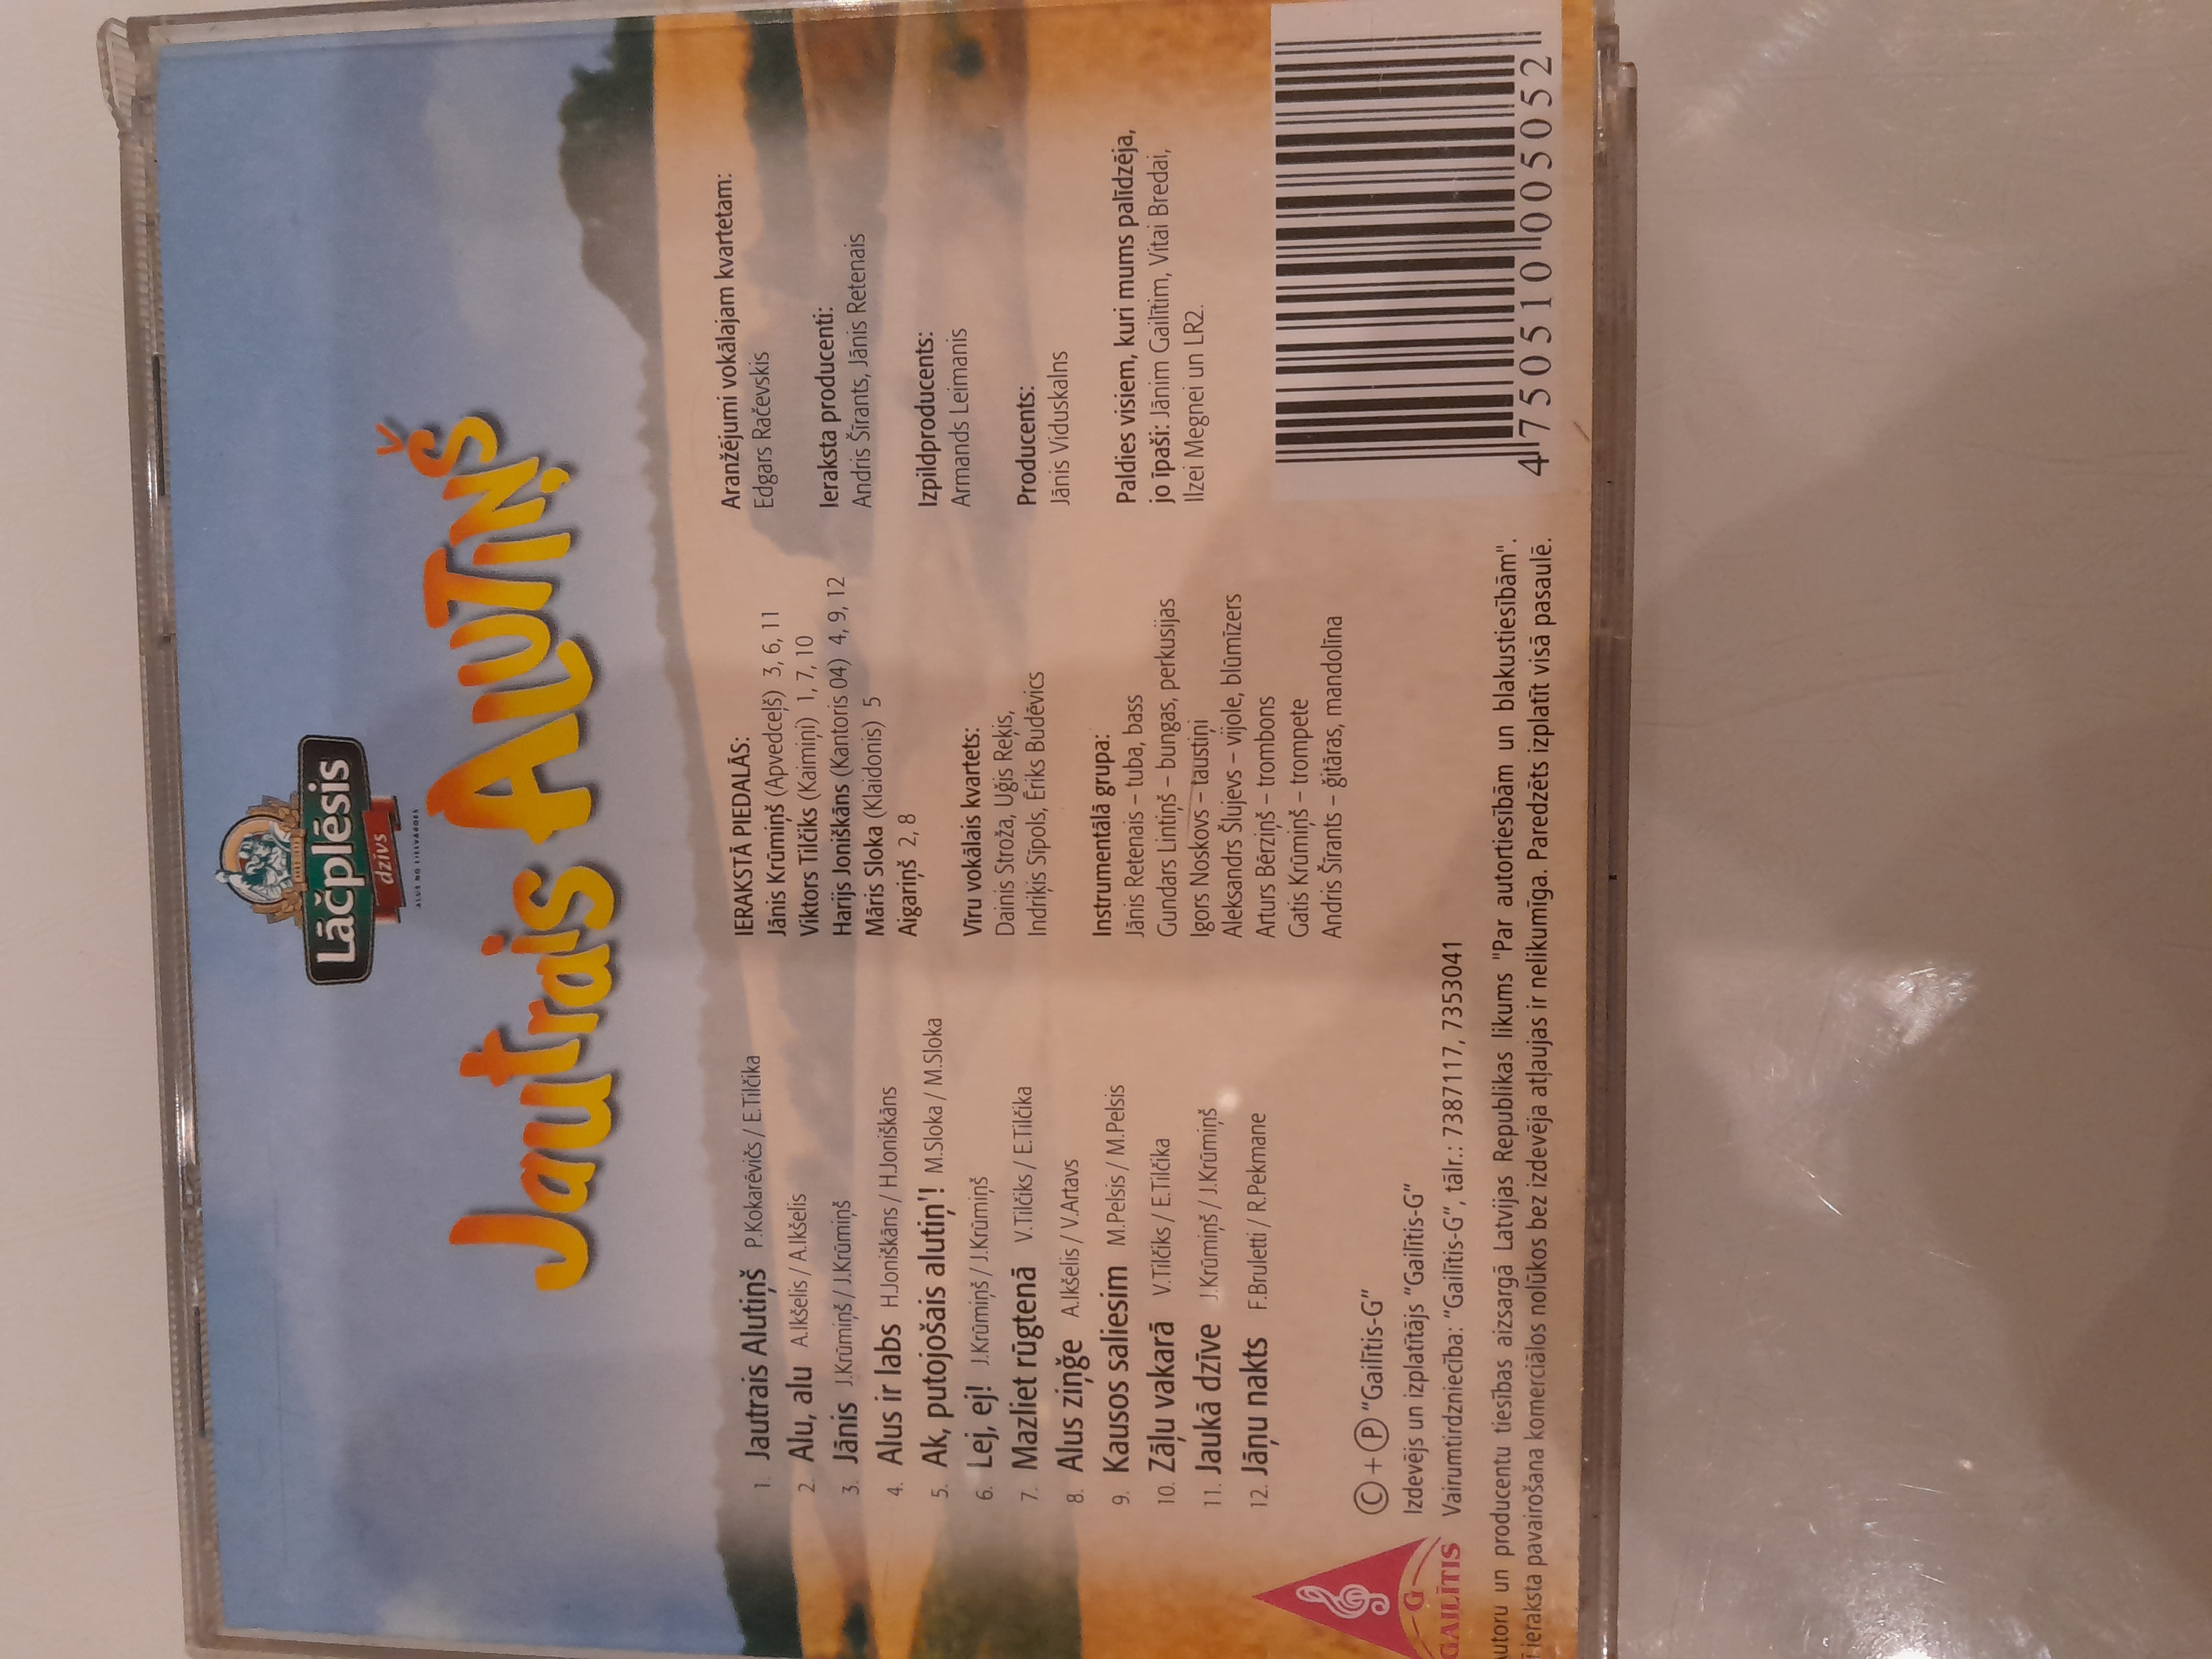 Lāčplēsis
dzīvs
ALUS NO LIELVĀRDES
Jautrais ALUTIŅŠ
1. Jautrais Alutiņš P.Kokarēvičs / E.Tilčika
2. Alu, alu A.Ikšelis / A.Ikšelis
3. Jānis J.Krūmiņš / J.Krūmiņš
4. Alus ir labs H.Joniškāns / H.Joniškāns
5. Ak, putojošais alutiņ'! M.Sloka / M.Sloka
6. Lej, ej! J.Krūmiņš / J.Krūmiņš
7. Mazliet rūgtenā V.Tilčiks / E.Tilčika
8. Alus ziņģe A.Ikšelis / V.Artavs
9. Kausos saliesim M.Pelsis / M.Pelsis
10. Zāļu vakarā V.Tilčiks / E.Tilčika
11. Jaukā dzīve J.Krūmiņš / J.Krūmiņš
12. Jāņu nakts F.Bruletti / R.Pekmane
IERAKSTĀ PIEDALĀS:
Jānis Krūmiņš (Apvedceļš) 3, 6, 11
Viktors Tilčiks (Kaimiņi) 1, 7, 10
Harijs Joniškāns (Kantoris 04) 4, 9, 12
Māris Sloka (Klaidonis) 5
Aigariņš 2, 8
Vīru vokālais kvartets:
Dainis Stroža, Uģis Reķis,
Indriķis Sīpols, Ēriks Budēvics
Instrumentālā grupa:
Jānis Retenais – tuba, bass
Gundars Lintiņš – bungas, perkusijas
Igors Noskovs – taustiņi
Aleksandrs Šļujevs – vijole, blūmīzers
Arturs Bērziņš – trombons
Gatis Krūmiņš – trompete
Andris Šīrants – ģitāras, mandolīna
Aranžējumi vokālajam kvartetam:
Edgars Račevskis
Ieraksta producenti:
Andris Šīrants, Jānis Retenais
Izpildproducents:
Armands Leimanis
Producents:
Jānis Viduskalns
Paldies visiem, kuri mums palīdzēja,
jo īpaši: Jānim Gailītim, Vitai Bredai,
Ilzei Megnei un LR2.
© + Ⓟ “Gailītis-G”
Izdevējs un izplatītājs “Gailītis-G”
Vairumtirdzniecība: “Gailītis-G”, tālr.: 7387117, 7353041
G
GAILĪTIS
utoru un producentu tiesības aizsargā Latvijas Republikas likums "Par autortiesībām un blakustiesībām".
ī ieraksta pavairošana komerciālos nolūkos bez izdevēja atļaujas ir nelikumīga. Paredzēts izplatīt visā pasaulē.
4 750510 005052